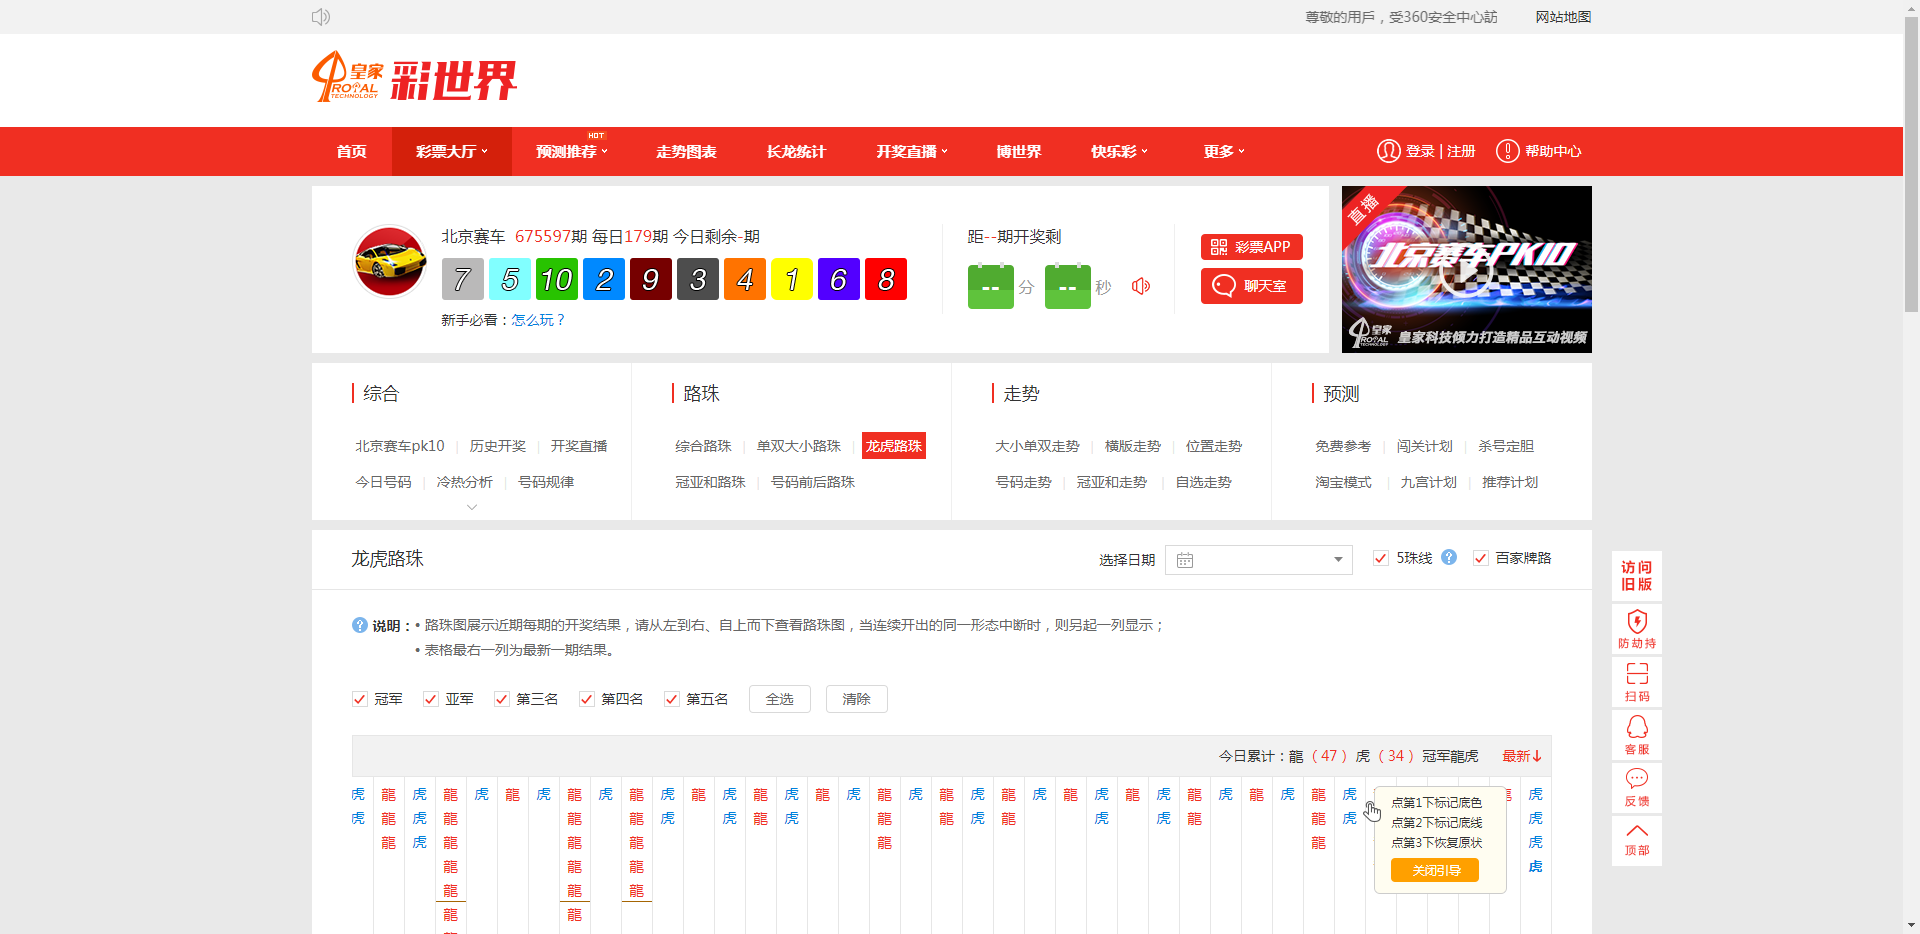 尊敬的用戶，受360安全中心訪 网站地图
皇家 ROYAL TECHNOLOGY 彩世界
首页 彩票大厅 预测推荐 HOT 走势图表 长龙统计 开奖直播 博世界 快乐彩 更多 登录 | 注册 帮助中心
北京赛车 675597期 每日179期 今日剩余-期
7 5 10 2 9 3 4 1 6 8
新手必看：怎么玩？
距--期开奖剩
-- 分 -- 秒
彩票APP
聊天室
直播
北京赛车PK10
皇家 ROYAL TECHNOLOGY 皇家科技倾力打造精品互动视频
综合
北京赛车pk10 | 历史开奖 | 开奖直播
今日号码 | 冷热分析 | 号码规律
路珠
综合路珠 | 单双大小路珠 | 龙虎路珠
冠亚和路珠 | 号码前后路珠
走势
大小单双走势 | 横版走势 | 位置走势
号码走势 | 冠亚和走势 | 自选走势
预测
免费参考 | 闯关计划 | 杀号定胆
淘宝模式 | 九宫计划 | 推荐计划
龙虎路珠 选择日期 5珠线 ? 百家牌路
? 说明：• 路珠图展示近期每期的开奖结果，请从左到右、自上而下查看路珠图，当连续开出的同一形态中断时，则另起一列显示；
• 表格最右一列为最新一期结果。
冠军 亚军 第三名 第四名 第五名 全选 清除
今日累计：龍（47）虎（34）冠军龍虎 最新↓
虎 龍 虎 龍 虎 龍 虎 龍 虎 龍 虎 龍 虎 龍 虎 龍 虎 龍 虎 龍 虎 龍 虎 龍 虎 龍 虎 龍 虎 龍 虎 龍 虎 虎
虎 龍 虎 龍 龍 龍 虎 虎 龍 虎 龍 龍 虎 龍 虎 虎 龍 龍 虎 虎
龍 虎 龍 龍 龍 龍 龍 虎
龍 龍 龍 虎
龍 龍 龍
龍 龍
点第1下标记底色
点第2下标记底线
点第3下恢复原状
关闭引导
访问
旧版
防劫持
扫码
客服
反馈
顶部